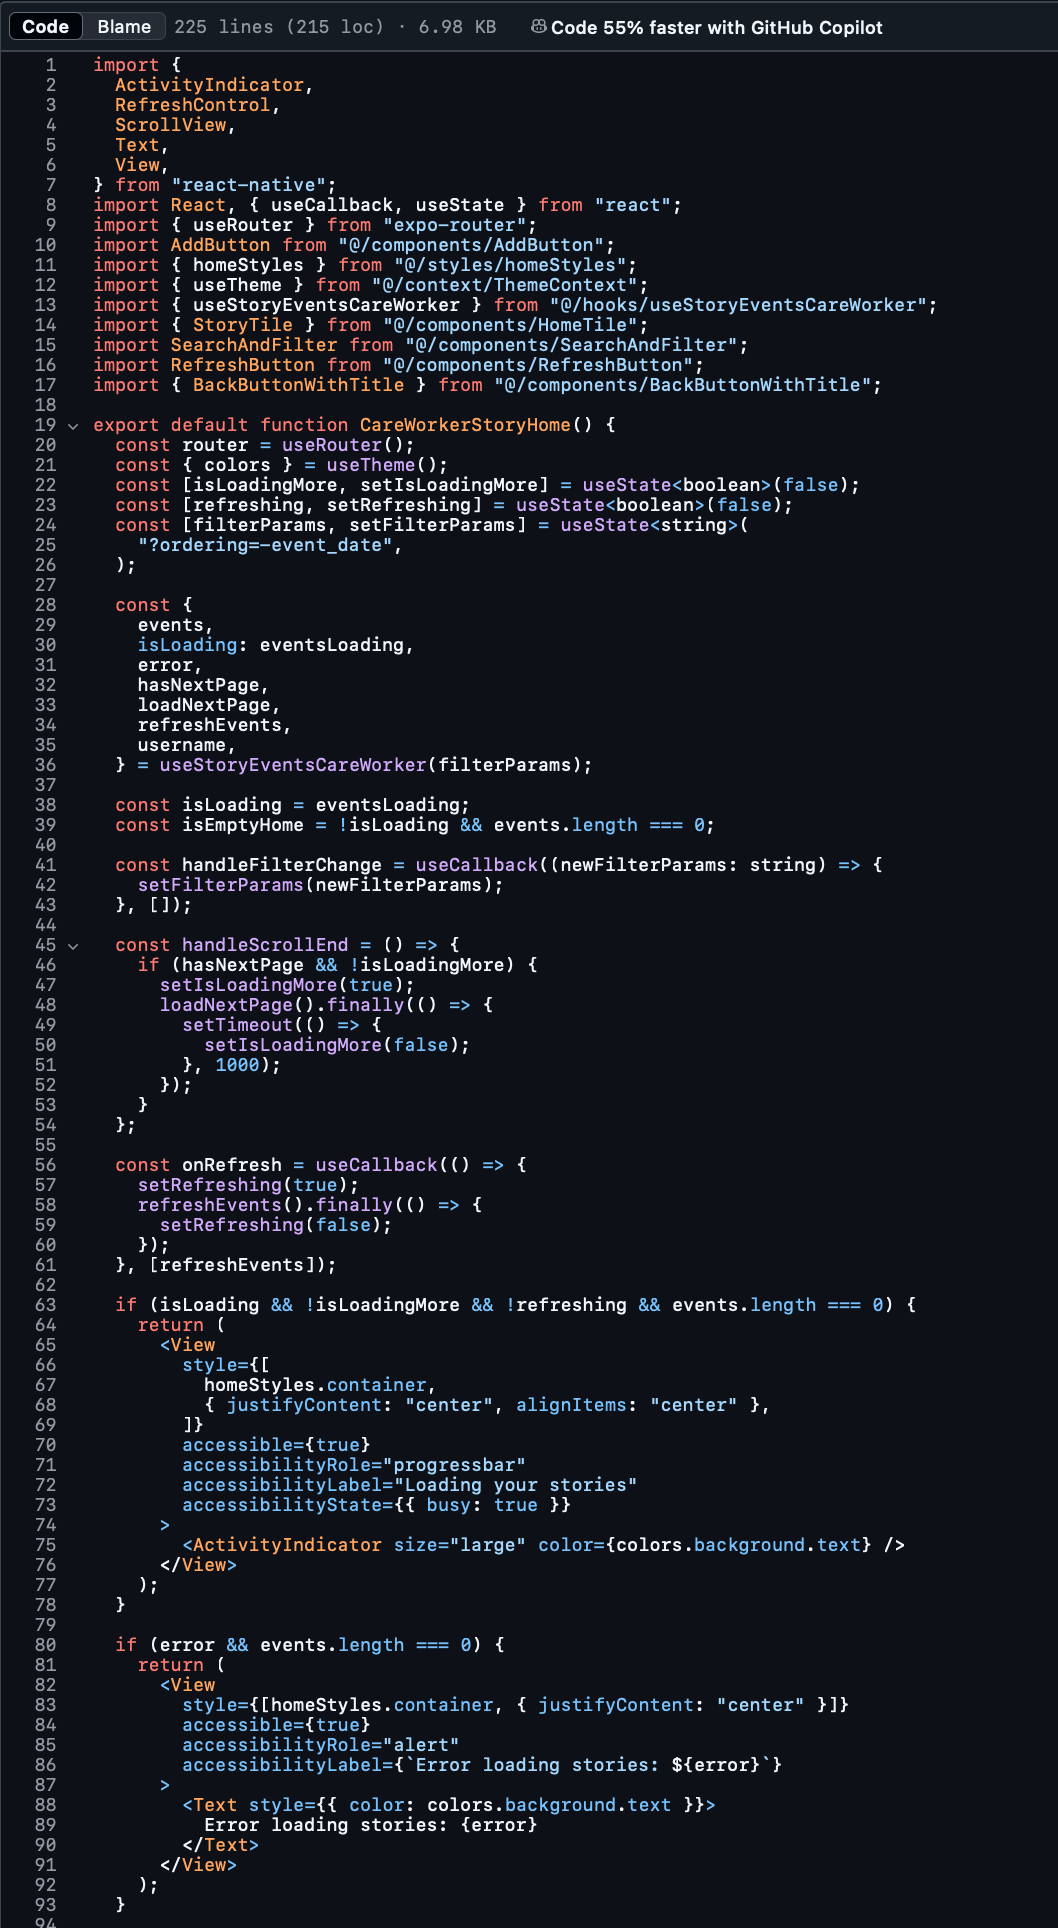 Code Blame 225 lines (215 loc) · 6.98 KB Code 55% faster with GitHub Copilot
1 import {
2   ActivityIndicator,
3   RefreshControl,
4   ScrollView,
5   Text,
6   View,
7 } from "react-native";
8 import React, { useCallback, useState } from "react";
9 import { useRouter } from "expo-router";
10 import AddButton from "@/components/AddButton";
11 import { homeStyles } from "@/styles/homeStyles";
12 import { useTheme } from "@/context/ThemeContext";
13 import { useStoryEventsCareWorker } from "@/hooks/useStoryEventsCareWorker";
14 import { StoryTile } from "@/components/HomeTile";
15 import SearchAndFilter from "@/components/SearchAndFilter";
16 import RefreshButton from "@/components/RefreshButton";
17 import { BackButtonWithTitle } from "@/components/BackButtonWithTitle";
18
19 export default function CareWorkerStoryHome() {
20   const router = useRouter();
21   const { colors } = useTheme();
22   const [isLoadingMore, setIsLoadingMore] = useState<boolean>(false);
23   const [refreshing, setRefreshing] = useState<boolean>(false);
24   const [filterParams, setFilterParams] = useState<string>(
25     "?ordering=-event_date",
26   );
27
28   const {
29     events,
30     isLoading: eventsLoading,
31     error,
32     hasNextPage,
33     loadNextPage,
34     refreshEvents,
35     username,
36   } = useStoryEventsCareWorker(filterParams);
37
38   const isLoading = eventsLoading;
39   const isEmptyHome = !isLoading && events.length === 0;
40
41   const handleFilterChange = useCallback((newFilterParams: string) => {
42     setFilterParams(newFilterParams);
43   }, []);
44
45   const handleScrollEnd = () => {
46     if (hasNextPage && !isLoadingMore) {
47       setIsLoadingMore(true);
48       loadNextPage().finally(() => {
49         setTimeout(() => {
50           setIsLoadingMore(false);
51         }, 1000);
52       });
53     }
54   };
55
56   const onRefresh = useCallback(() => {
57     setRefreshing(true);
58     refreshEvents().finally(() => {
59       setRefreshing(false);
60     });
61   }, [refreshEvents]);
62
63   if (isLoading && !isLoadingMore && !refreshing && events.length === 0) {
64     return (
65       <View
66         style={[
67           homeStyles.container,
68           { justifyContent: "center", alignItems: "center" },
69         ]}
70         accessible={true}
71         accessibilityRole="progressbar"
72         accessibilityLabel="Loading your stories"
73         accessibilityState={{ busy: true }}
74       >
75         <ActivityIndicator size="large" color={colors.background.text} />
76       </View>
77     );
78   }
79
80   if (error && events.length === 0) {
81     return (
82       <View
83         style={[homeStyles.container, { justifyContent: "center" }]}
84         accessible={true}
85         accessibilityRole="alert"
86         accessibilityLabel={`Error loading stories: ${error}`}
87       >
88         <Text style={{ color: colors.background.text }}>
89           Error loading stories: {error}
90         </Text>
91       </View>
92     );
93   }
94